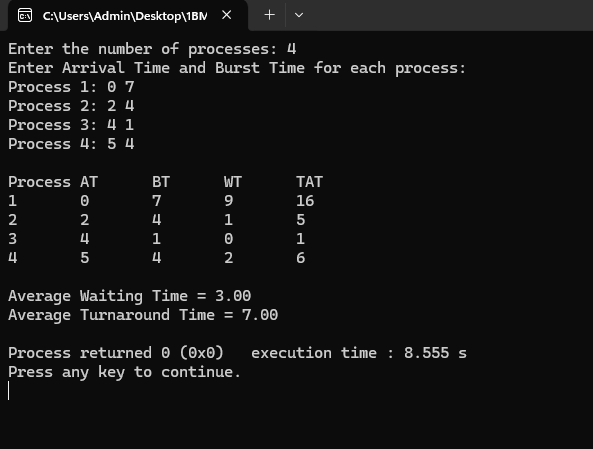 C:\Users\Admin\Desktop\1BM
Enter the number of processes: 4
Enter Arrival Time and Burst Time for each process:
Process 1: 0 7
Process 2: 2 4
Process 3: 4 1
Process 4: 5 4
Process AT BT WT TAT
1 0 7 9 16
2 2 4 1 5
3 4 1 0 1
4 5 4 2 6
Average Waiting Time = 3.00
Average Turnaround Time = 7.00
Process returned 0 (0x0) execution time : 8.555 s
Press any key to continue.